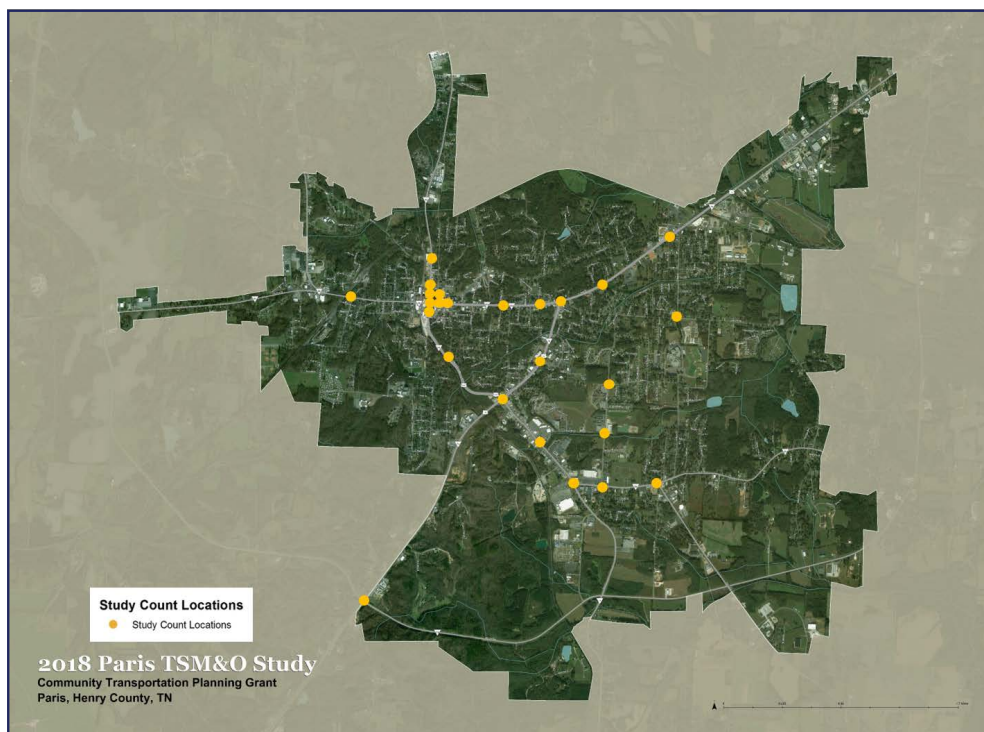 Study Count Locations
Study Count Locations
2018 Paris TSM&O Study
Community Transportation Planning Grant
Paris, Henry County, TN